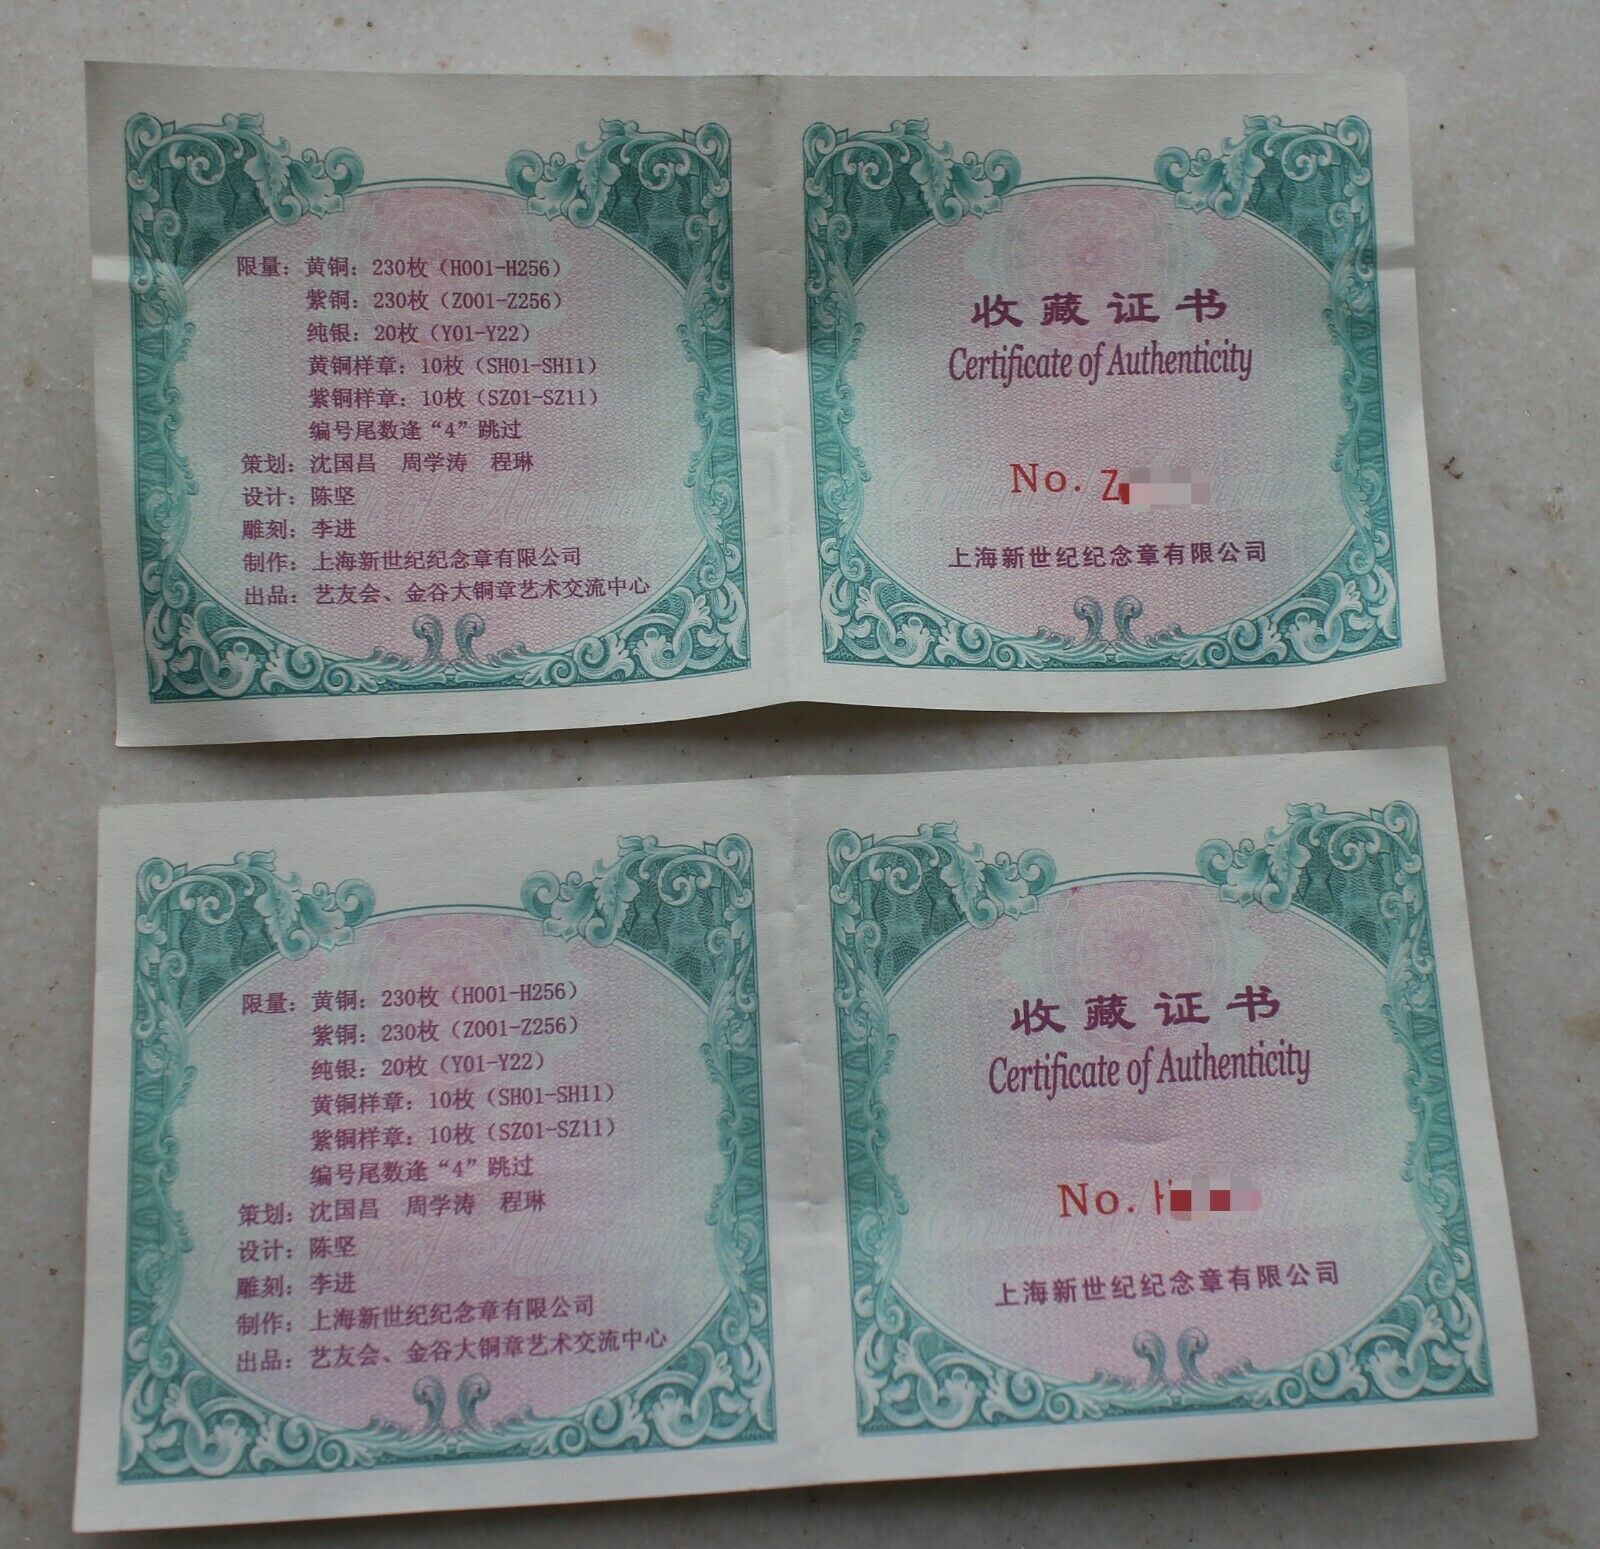 限量：黄铜：230枚（H001-H256）
紫铜：230枚（Z001-Z256）
纯银：20枚（Y01-Y22）
黄铜样章：10枚（SH01-SH11）
紫铜样章：10枚（SZ01-SZ11）
编号尾数逢“4”跳过
策划：沈国昌 周学涛 程琳
设计：陈坚
雕刻：李进
制作：上海新世纪纪念章有限公司
出品：艺友会、金谷大铜章艺术交流中心
收藏证书
Certificate of Authenticity
No. Z
上海新世纪纪念章有限公司
限量：黄铜：230枚（H001-H256）
紫铜：230枚（Z001-Z256）
纯银：20枚（Y01-Y22）
黄铜样章：10枚（SH01-SH11）
紫铜样章：10枚（SZ01-SZ11）
编号尾数逢“4”跳过
策划：沈国昌 周学涛 程琳
设计：陈坚
雕刻：李进
制作：上海新世纪纪念章有限公司
出品：艺友会、金谷大铜章艺术交流中心
收藏证书
Certificate of Authenticity
No. H
上海新世纪纪念章有限公司